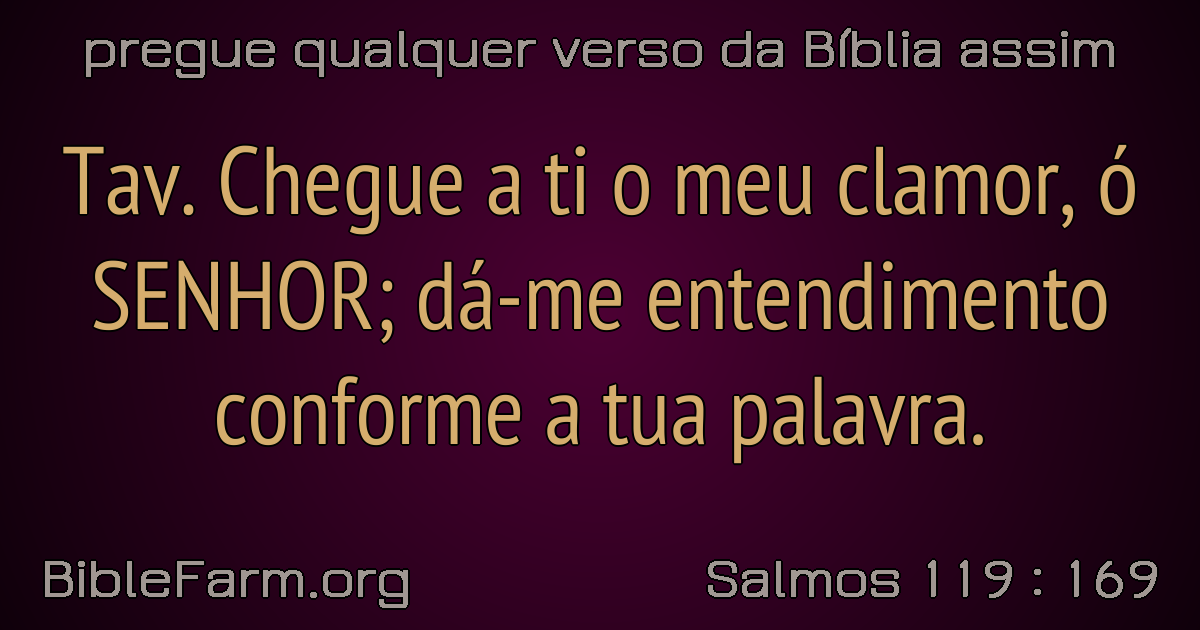 pregue qualquer verso da Bíblia assim
Tav. Chegue a ti o meu clamor, ó
SENHOR; dá-me entendimento
conforme a tua palavra.
BibleFarm.org
Salmos 119 : 169